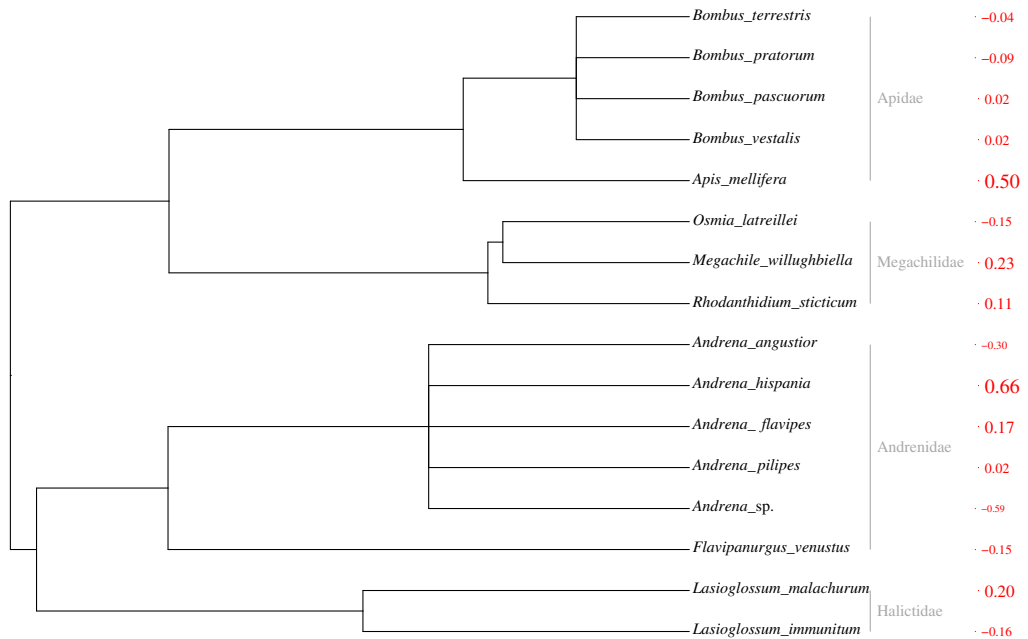 Bombus_terrestris −0.04
Bombus_pratorum −0.09
Bombus_pascuorum Apidae 0.02
Bombus_vestalis 0.02
Apis_mellifera 0.50
Osmia_latreillei −0.15
Megachile_willughbiella Megachilidae 0.23
Rhodanthidium_sticticum 0.11
Andrena_angustior −0.30
Andrena_hispania 0.66
Andrena_ flavipes 0.17
Andrenidae
Andrena_pilipes 0.02
Andrena_sp. −0.59
Flavipanurgus_venustus −0.15
Lasioglossum_malachurum 0.20
Halictidae
Lasioglossum_immunitum −0.16